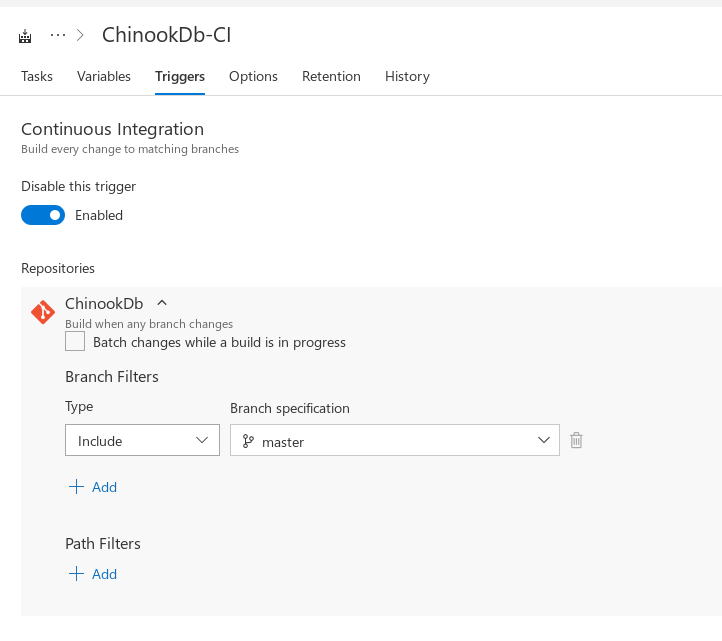 ··· > ChinookDb-CI
Tasks Variables Triggers Options Retention History
Continuous Integration
Build every change to matching branches
Disable this trigger
Enabled
Repositories
ChinookDb
Build when any branch changes
Batch changes while a build is in progress
Branch Filters
Type Branch specification
Include master
+ Add
Path Filters
+ Add